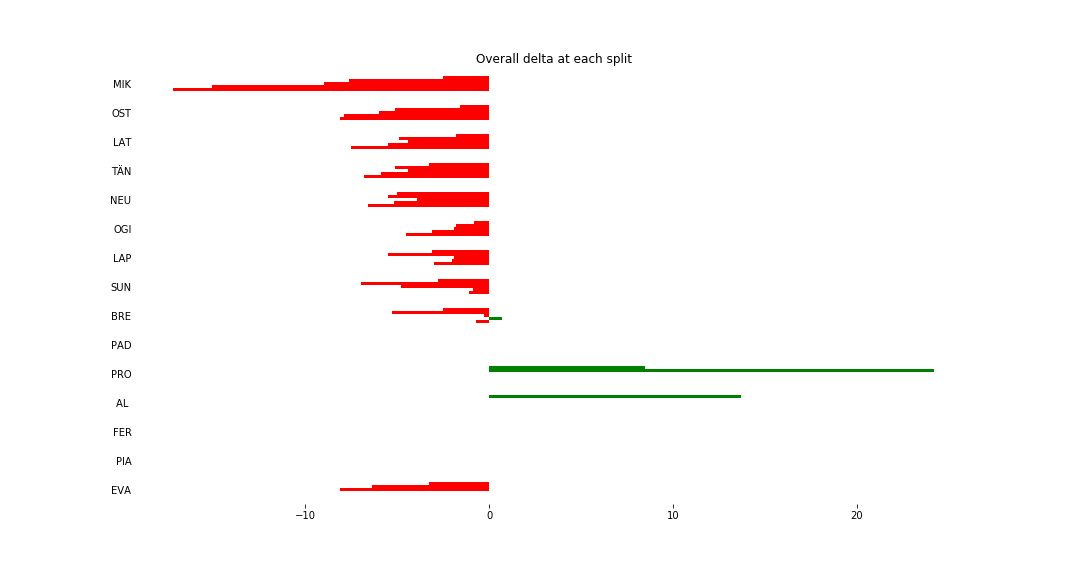 Overall delta at each split
MIK
OST
LAT
TÄN
NEU
OGI
LAP
SUN
BRE
PAD
PRO
AL
FER
PIA
EVA
−10 0 10 20